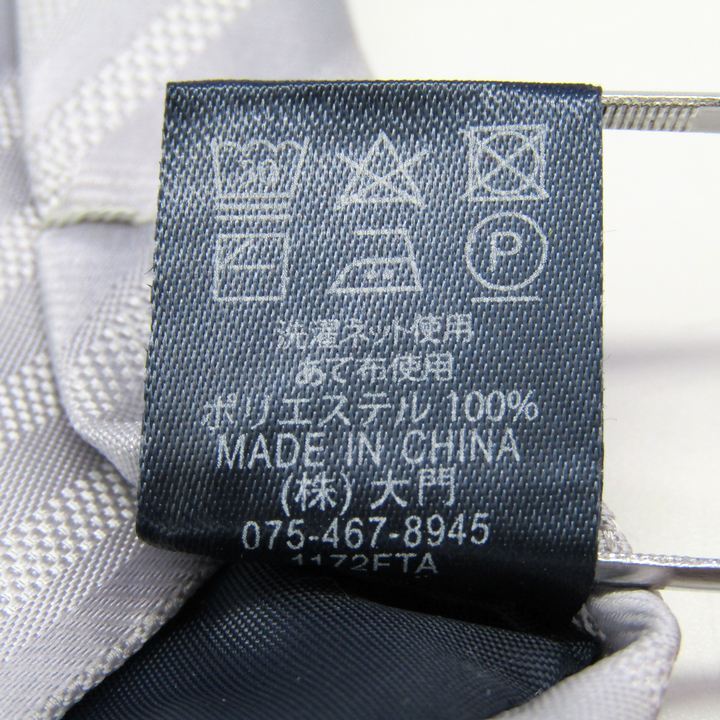 30
P
洗濯ネット使用
あて布使用
ポリエステル 100%
MADE IN CHINA
(株) 大門
075-467-8945